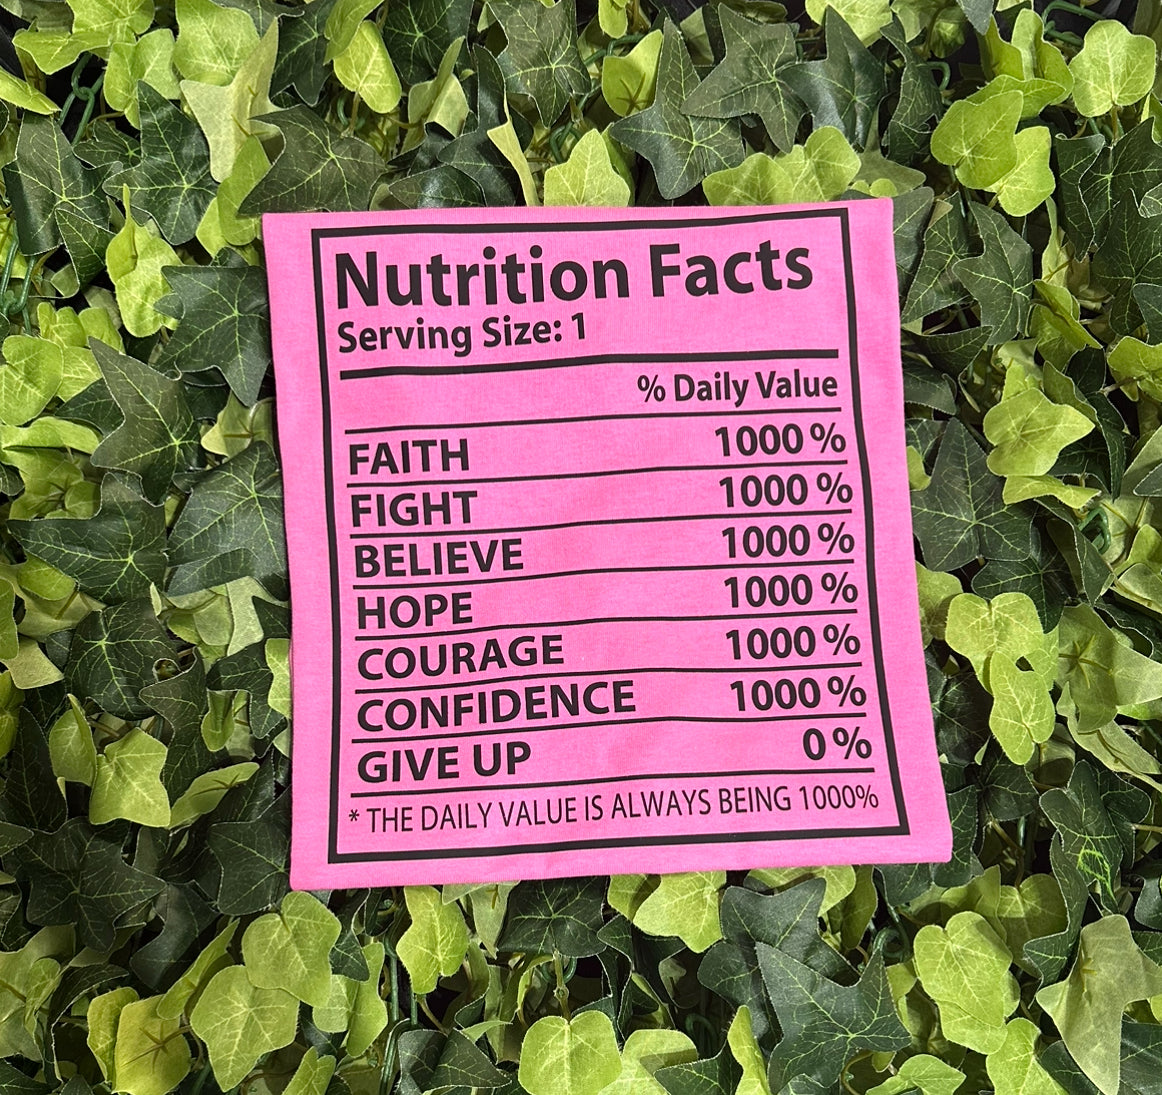 Nutrition Facts
Serving Size: 1
% Daily Value
FAITH 1000 %
FIGHT 1000 %
BELIEVE 1000 %
HOPE 1000 %
COURAGE 1000 %
CONFIDENCE 1000 %
GIVE UP 0 %
* THE DAILY VALUE IS ALWAYS BEING 1000%